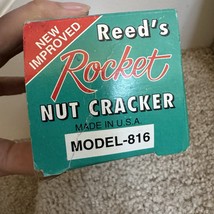 NEW
IMPROVED
Reed's
Rocket
NUT CRACKER
MADE IN U.S.A.
MODEL-816